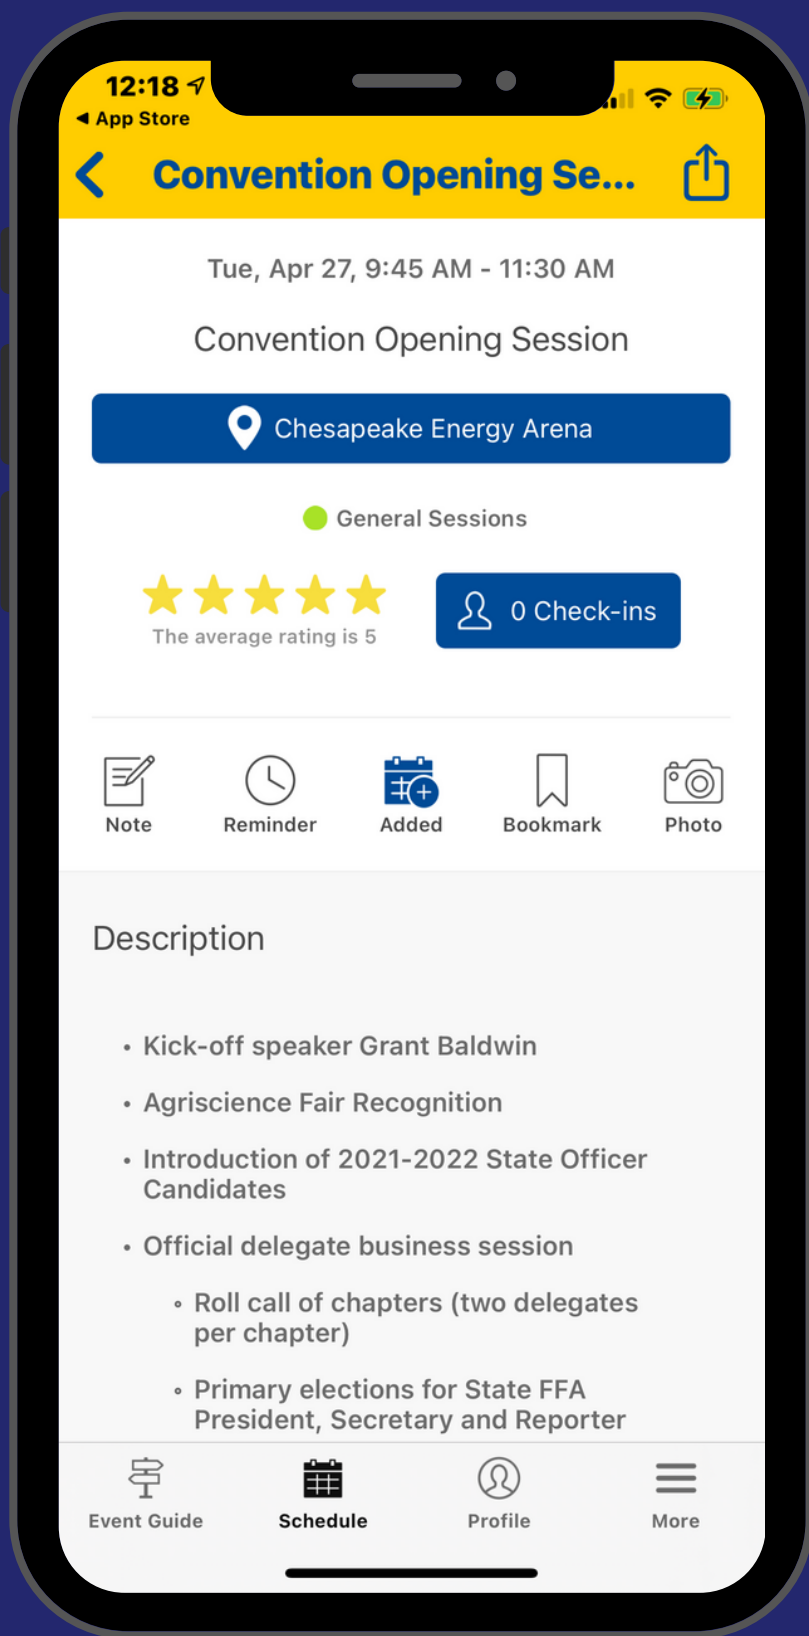 12:18
◀ App Store
Convention Opening Se...
Tue, Apr 27, 9:45 AM - 11:30 AM
Convention Opening Session
Chesapeake Energy Arena
General Sessions
The average rating is 5
0 Check-ins
Note
Reminder
Added
Bookmark
Photo
Description
• Kick-off speaker Grant Baldwin
• Agriscience Fair Recognition
• Introduction of 2021-2022 State Officer
Candidates
• Official delegate business session
◦ Roll call of chapters (two delegates
per chapter)
◦ Primary elections for State FFA
President, Secretary and Reporter
Event Guide
Schedule
Profile
More